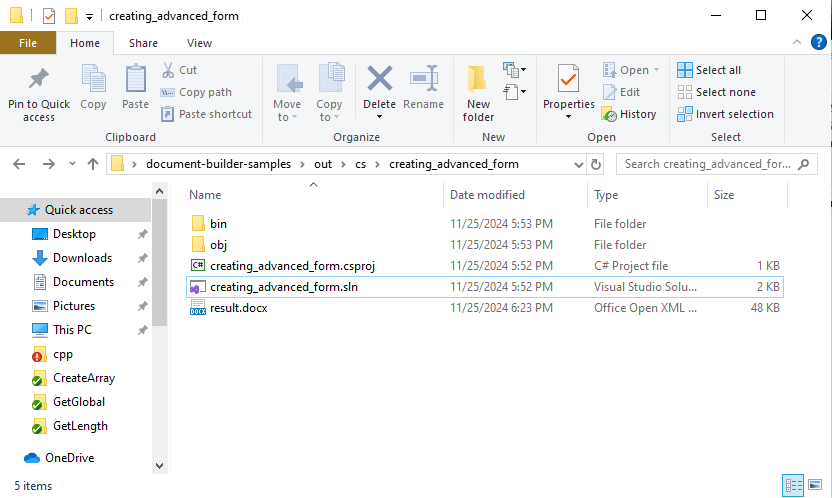 creating_advanced_form
File Home Share View
Pin to Quick access
Copy
Paste
Cut
Copy path
Paste shortcut
Clipboard
Move to
Copy to
Delete
Rename
Organize
New folder
New
Properties
Open
Edit
History
Open
Select all
Select none
Invert selection
Select
document-builder-samples > out > cs > creating_advanced_form
Search creating_advanced_for...
Name Date modified Type Size
Quick access
Desktop
Downloads
Documents
Pictures
This PC
cpp
CreateArray
GetGlobal
GetLength
OneDrive
bin 11/25/2024 5:53 PM File folder
obj 11/25/2024 5:53 PM File folder
C# creating_advanced_form.csproj 11/25/2024 5:52 PM C# Project file 1 KB
creating_advanced_form.sln 11/25/2024 5:52 PM Visual Studio Solu... 2 KB
DOCX result.docx 11/25/2024 6:23 PM Office Open XML ... 48 KB
5 items